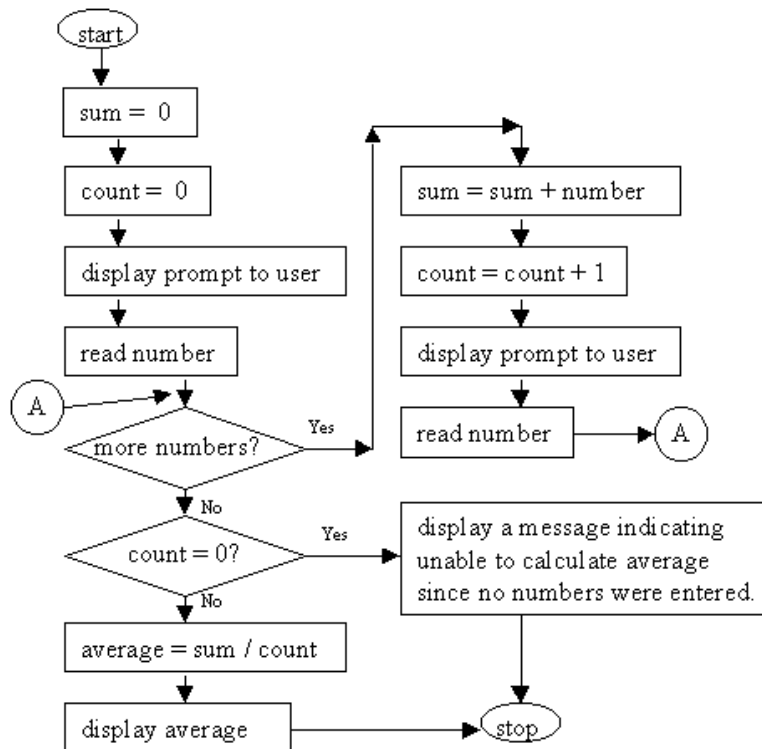 start
sum = 0
count = 0
display prompt to user
read number
A
more numbers?
Yes
No
sum = sum + number
count = count + 1
display prompt to user
read number
A
count = 0?
Yes
No
display a message indicating
unable to calculate average
since no numbers were entered.
average = sum / count
display average
stop